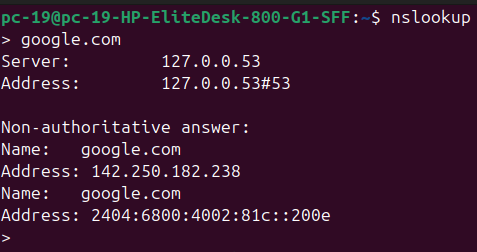 pc-19@pc-19-HP-EliteDesk-800-G1-SFF:~$ nslookup
> google.com
Server:         127.0.0.53
Address:        127.0.0.53#53

Non-authoritative answer:
Name:   google.com
Address: 142.250.182.238
Name:   google.com
Address: 2404:6800:4002:81c::200e
>